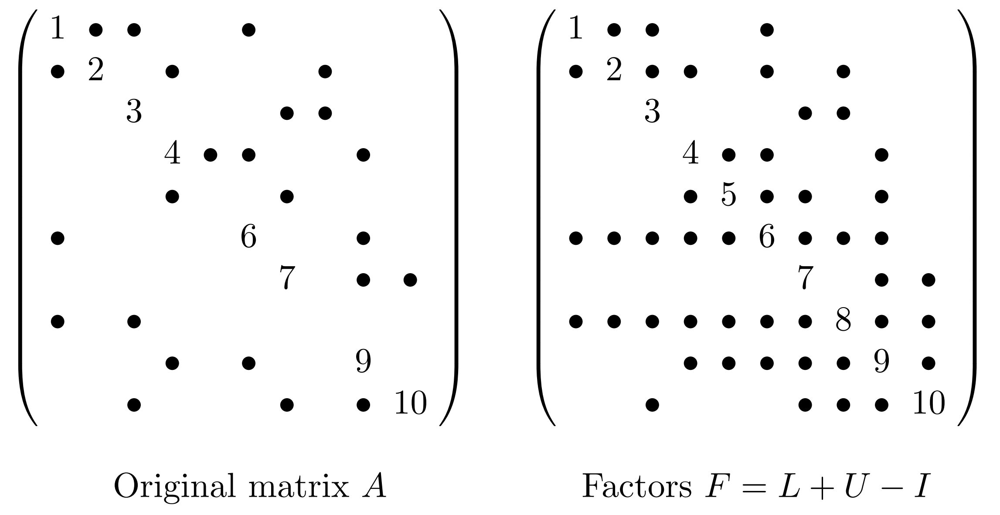 1 • • •
• 2 • •
3 • •
4 • • •
• •
• 6 •
7 • •
• •
• • 9
• • • 10
1 • • •
• 2 • • • •
3 • •
4 • • •
• 5 • • •
• • • • • 6 • • •
7 • •
• • • • • • • 8 • •
• • • • • 9 •
• • • • 10
Original matrix A
Factors F = L + U − I